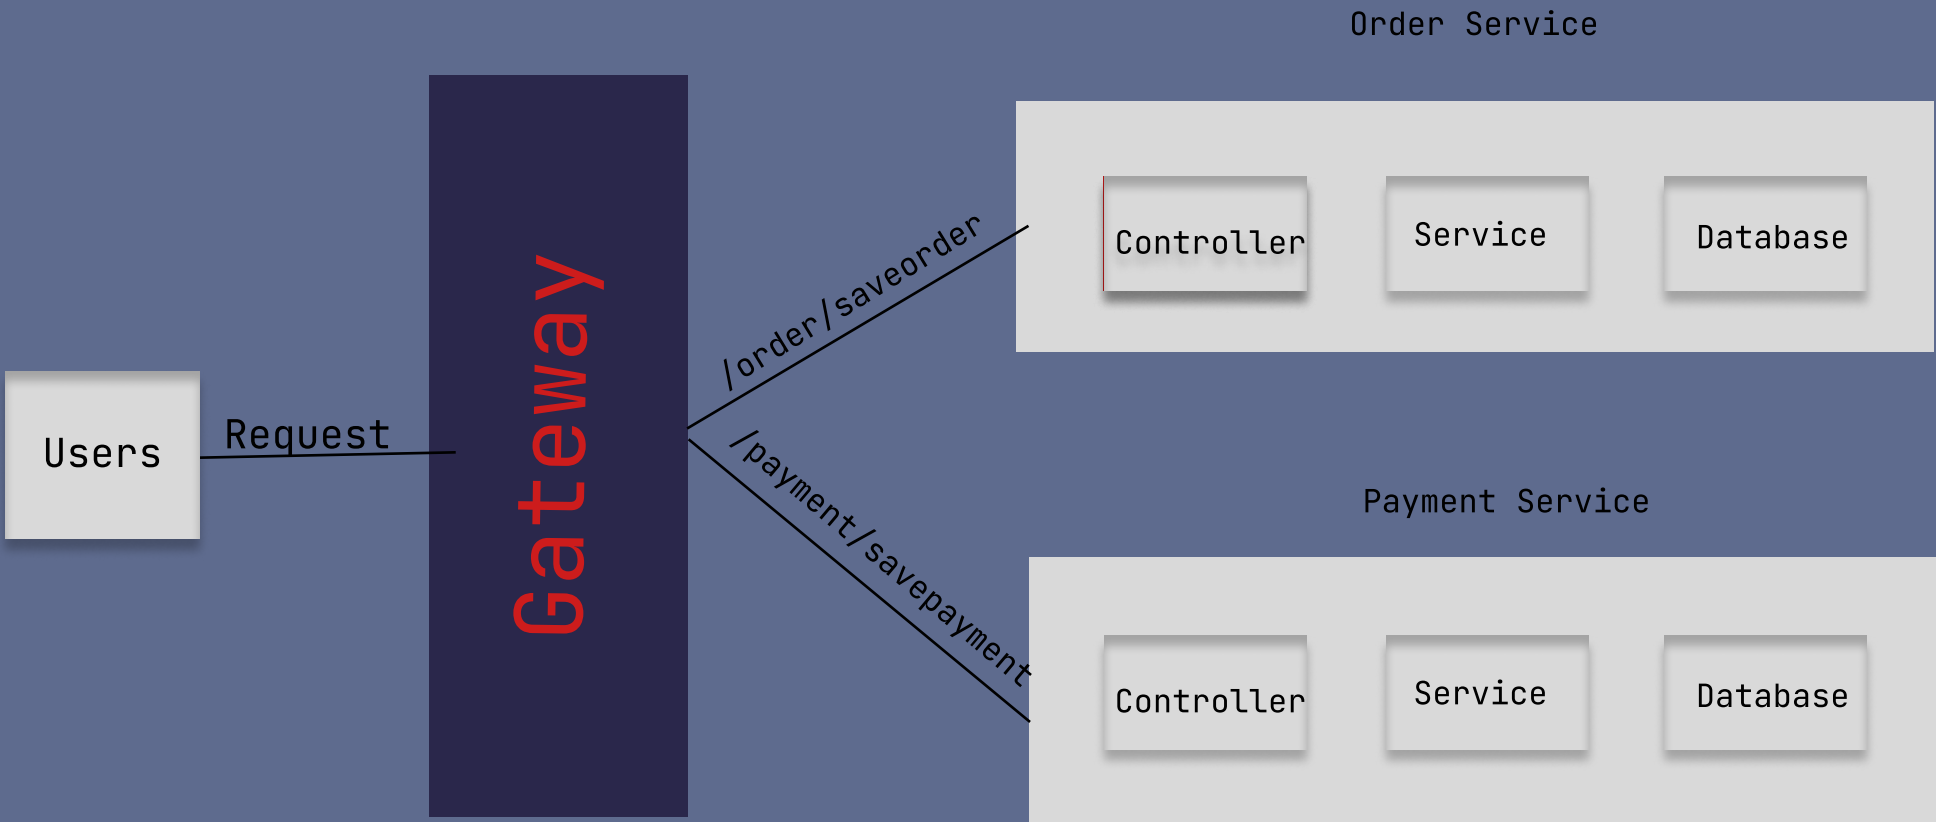 Order Service
Controller
Service
Database
/order/saveorder
Gateway
Users
Request
/payment/savepayment
Payment Service
Controller
Service
Database